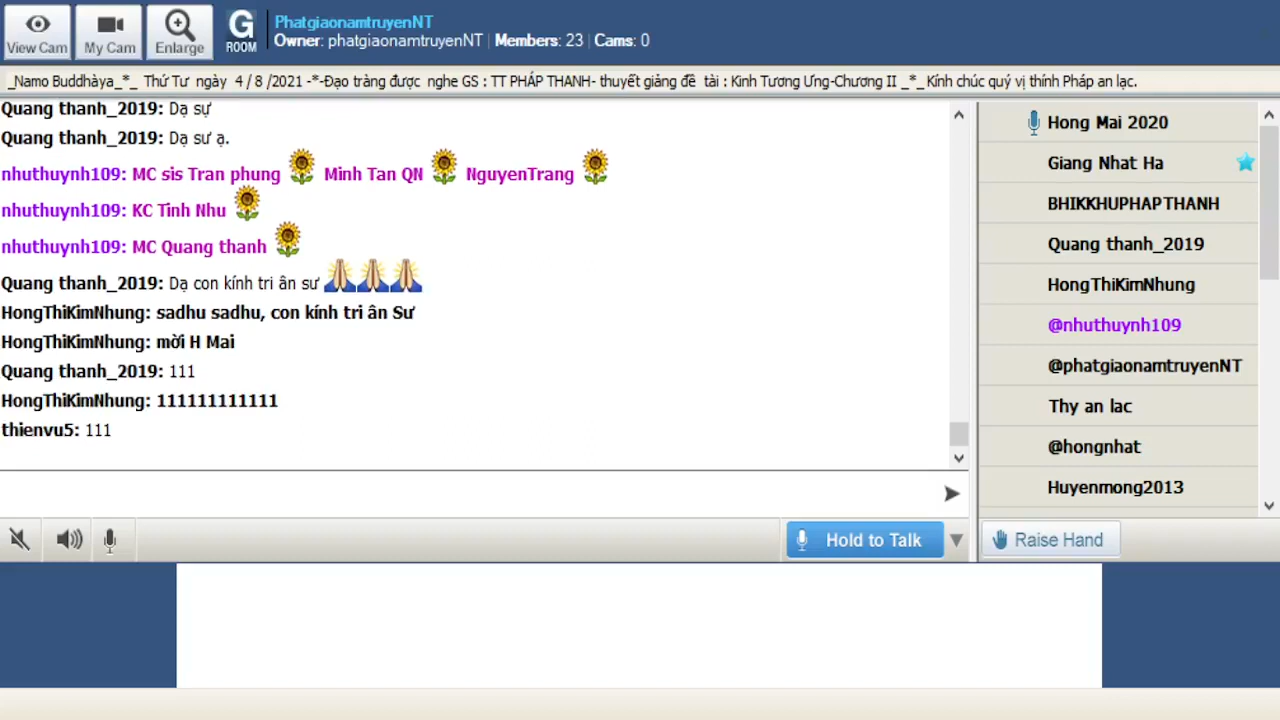 View Cam
My Cam
Enlarge
G
ROOM
PhatgiaonamtruyenNT
Owner: phatgiaonamtruyenNT | Members: 23 | Cams: 0
_Namo Buddhàya_*_ Thứ Tư ngày 4 / 8 /2021 -*-Đạo tràng được nghe GS : TT PHÁP THANH- thuyết giảng đề tài : Kinh Tương Ưng-Chương II _*_ Kính chúc quý vị thính Pháp an lạc.
Quang thanh_2019: Dạ sự
Quang thanh_2019: Dạ sư ạ.
nhuthuynh109: MC sis Tran phung Minh Tan QN NguyenTrang
nhuthuynh109: KC Tinh Nhu
nhuthuynh109: MC Quang thanh
Quang thanh_2019: Dạ con kính tri ân sư
HongThiKimNhung: sadhu sadhu, con kính tri ân Sư
HongThiKimNhung: mời H Mai
Quang thanh_2019: 111
HongThiKimNhung: 111111111111
thienvu5: 111
Hong Mai 2020
Giang Nhat Ha
BHIKKHUPHAPTHANH
Quang thanh_2019
HongThiKimNhung
@nhuthuynh109
@phatgiaonamtruyenNT
Thy an lac
@hongnhat
Huyenmong2013
Hold to Talk
Raise Hand